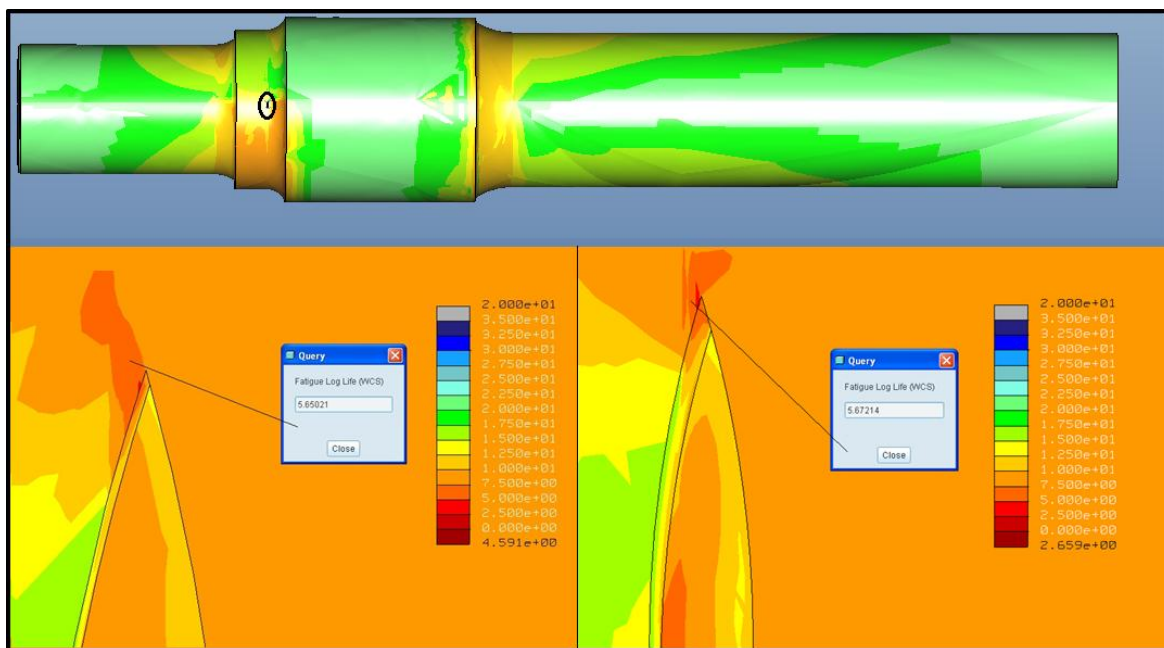 2.000e+01
3.500e+01
3.250e+01
3.000e+01
2.750e+01
2.500e+01
2.250e+01
2.000e+01
1.750e+01
1.500e+01
1.250e+01
1.000e+01
7.500e+00
5.000e+00
2.500e+00
0.000e+00
4.591e+00
Query
Fatigue Log Life (WCS)
5.65021
Close
2.000e+01
3.500e+01
3.250e+01
3.000e+01
2.750e+01
2.500e+01
2.250e+01
2.000e+01
1.750e+01
1.500e+01
1.250e+01
1.000e+01
7.500e+00
5.000e+00
2.500e+00
0.000e+00
2.659e+00
Query
Fatigue Log Life (WCS)
5.67214
Close